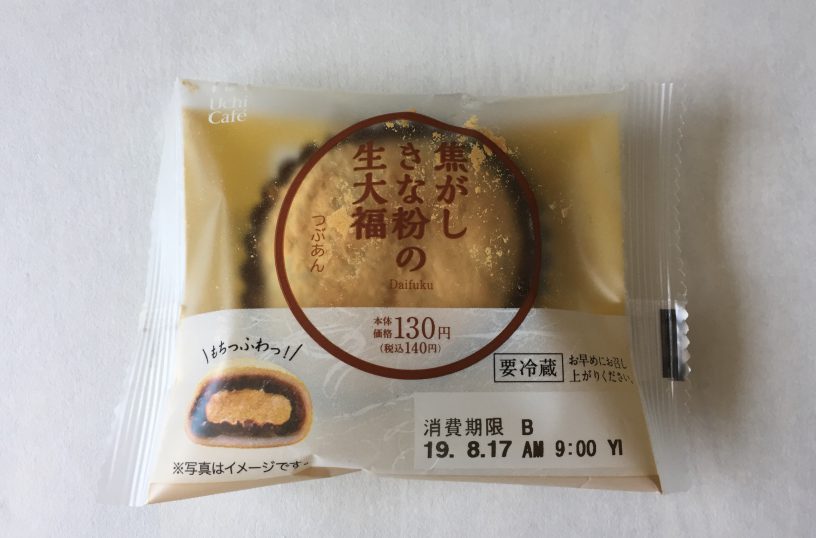 Uchi
Café
焦がし
きな粉の
生大福
つぶあん
Daifuku
本体
価格130円
(税込140円)
\もちっふわっ!/
要冷蔵
お早めにお召し
上がりください。
消費期限 B
19. 8.17 AM 9:00 YI
※写真はイメージです